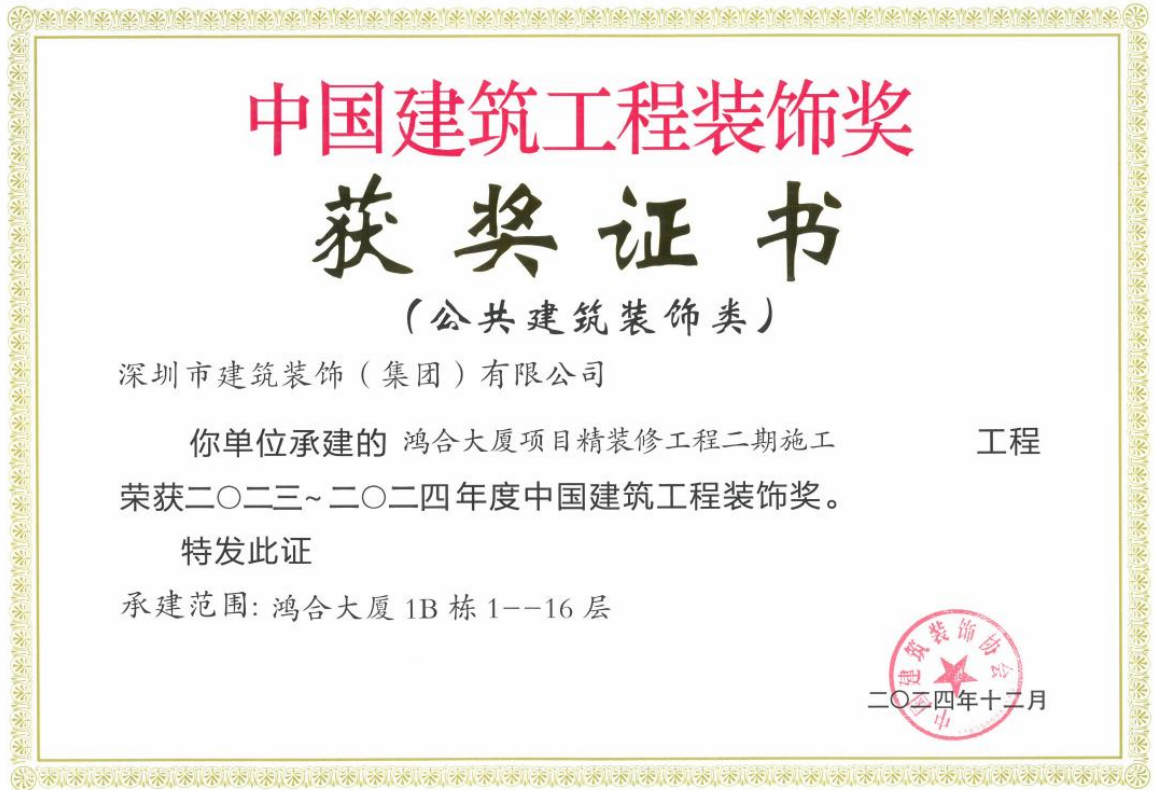 中国建筑工程装饰奖
获奖证书
(公共建筑装饰类)
深圳市建筑装饰(集团)有限公司
你单位承建的 鸿合大厦项目精装修工程二期施工 工程
荣获二〇二三~二〇二四年度中国建筑工程装饰奖。
特发此证
承建范围: 鸿合大厦 1B 栋 1--16 层
中国建筑装饰协会
二〇二四年十二月